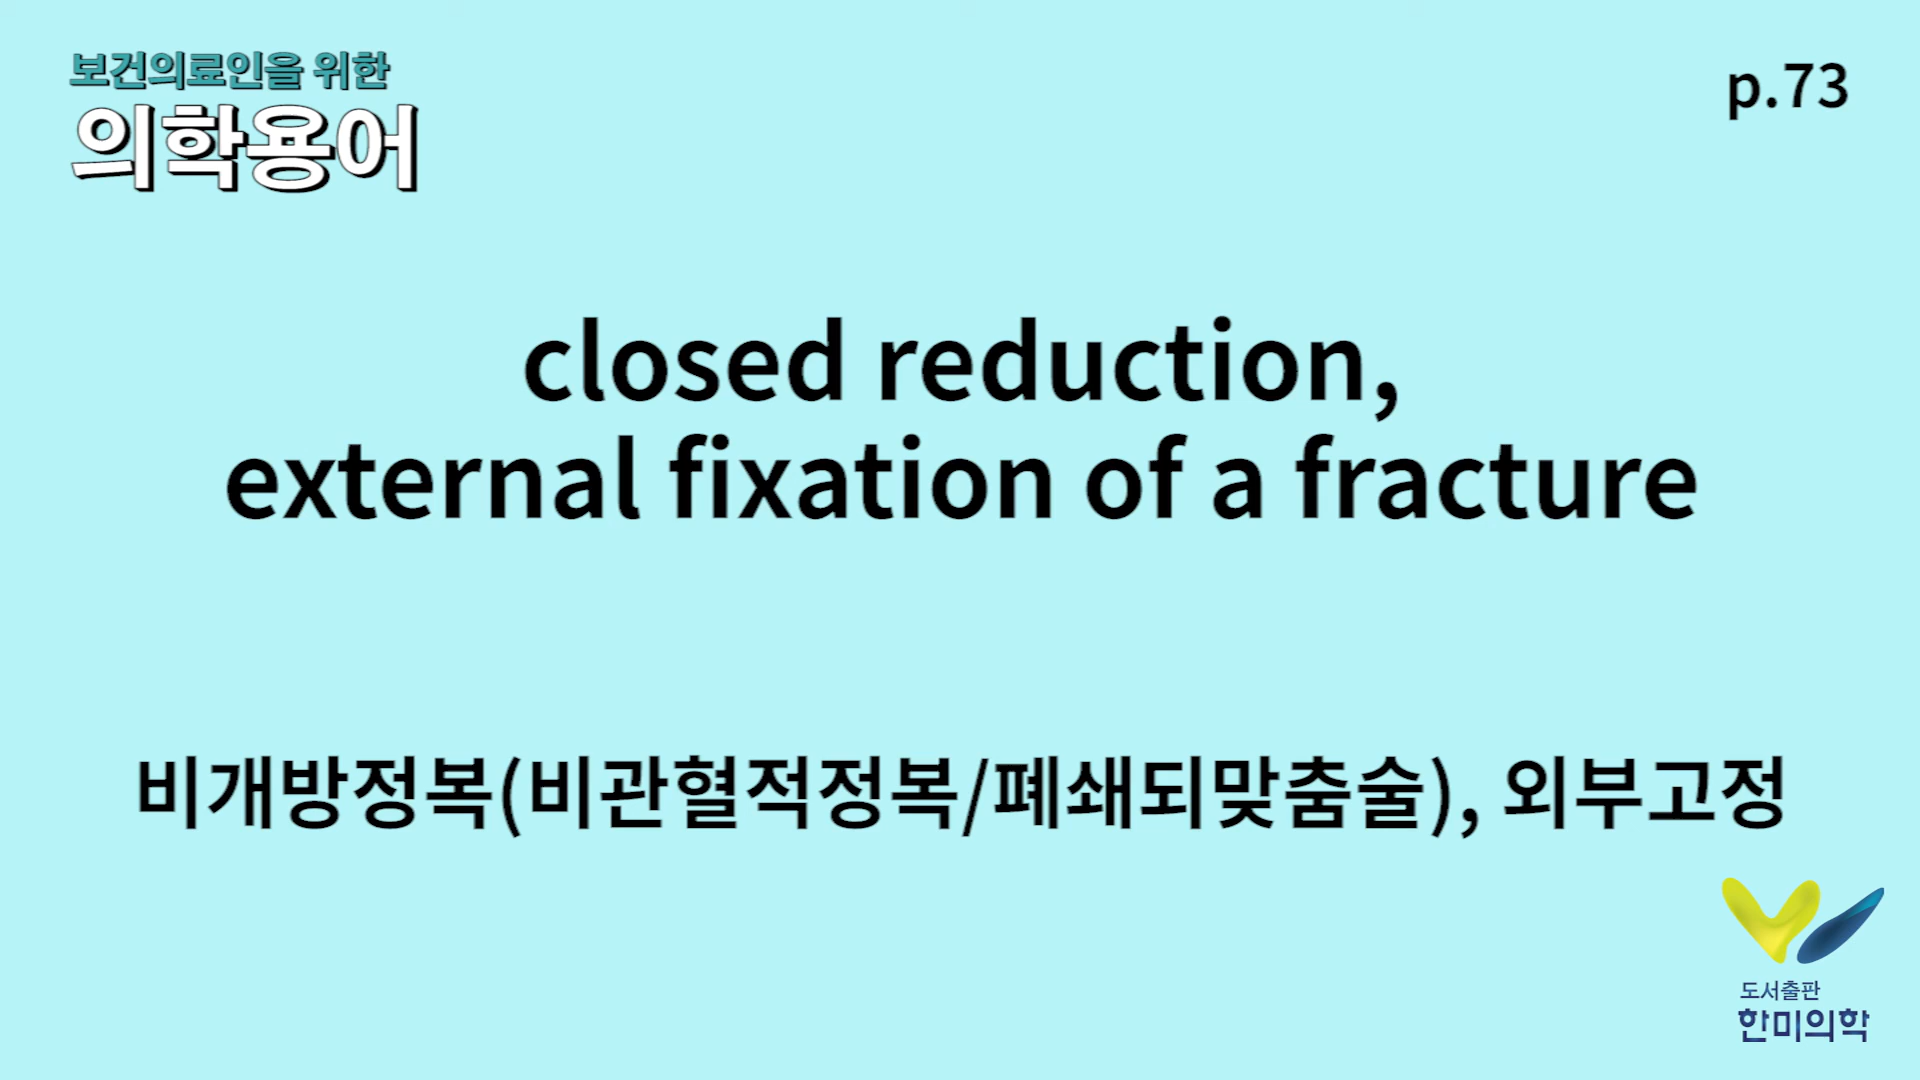 보건의료인을 위한
의학용어
p.73
closed reduction,
external fixation of a fracture
비개방정복(비관혈적정복/폐쇄되맞춤술), 외부고정
도서출판
한미의학